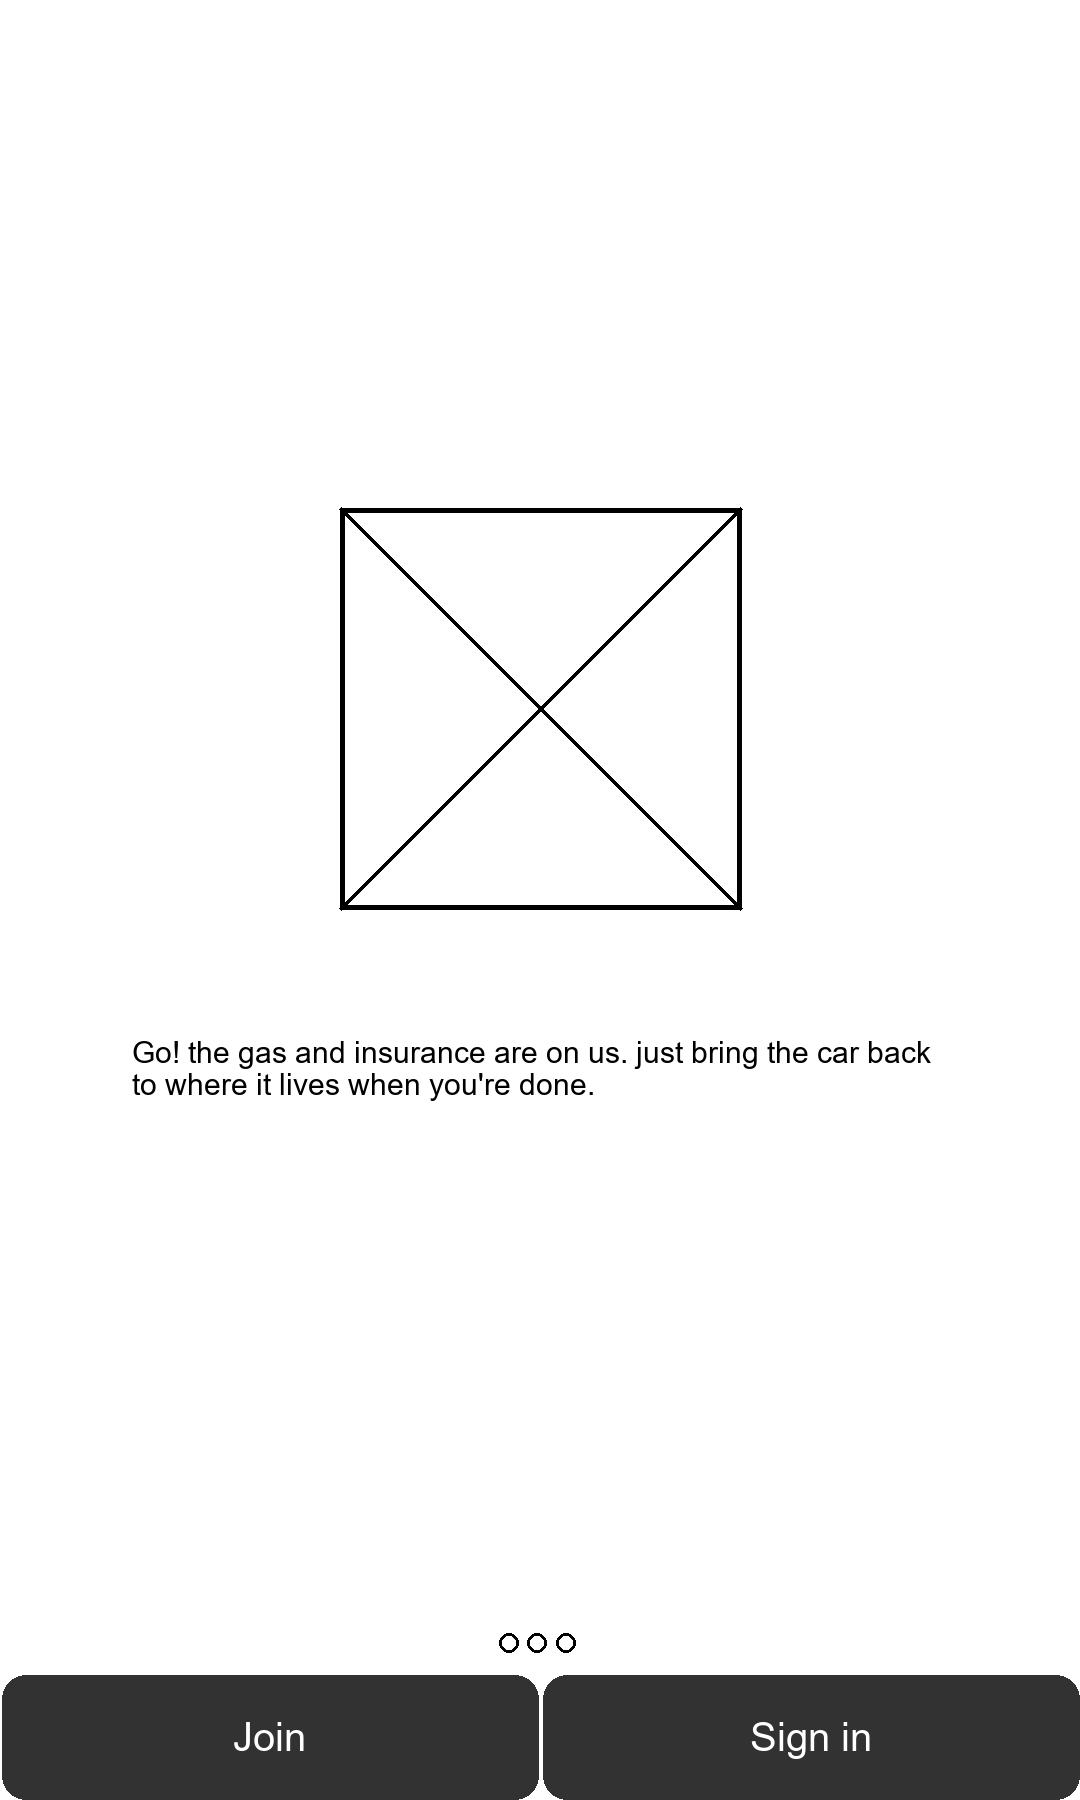 Go! the gas and insurance are on us. just bring the car back
to where it lives when you're done.
Join
Sign in